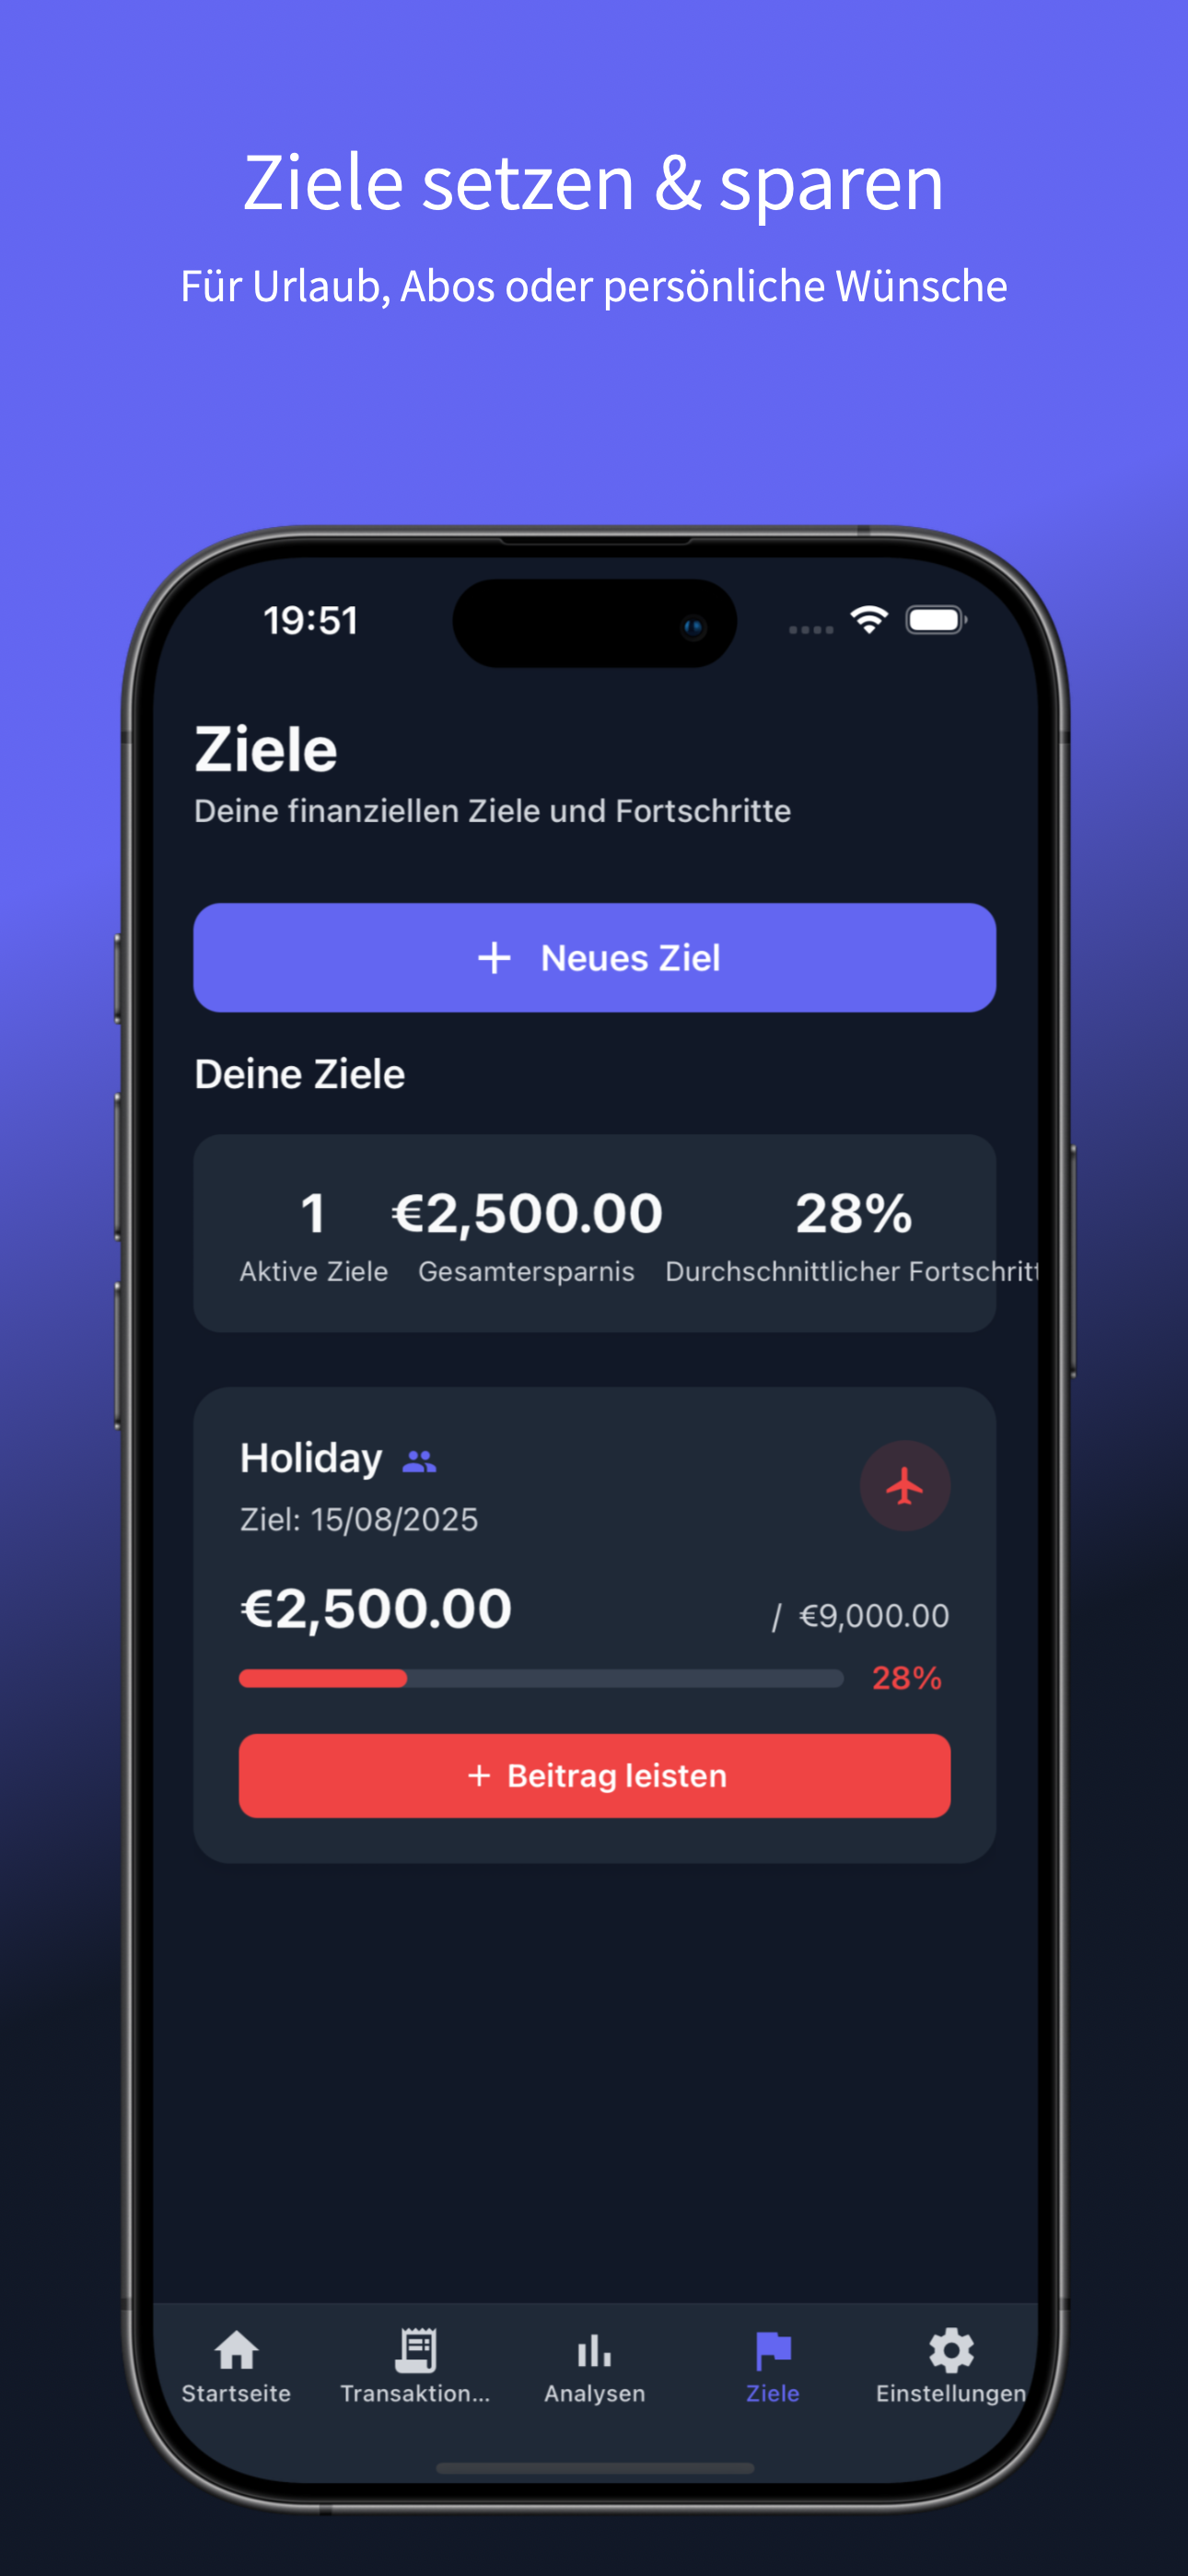 Ziele setzen & sparen
Für Urlaub, Abos oder persönliche Wünsche
19:51
Ziele
Deine finanziellen Ziele und Fortschritte
+ Neues Ziel
Deine Ziele
1 €2,500.00 28%
Aktive Ziele Gesamtersparnis Durchschnittlicher Fortschritt
Holiday
Ziel: 15/08/2025
€2,500.00 / €9,000.00
28%
+ Beitrag leisten
Startseite Transaktion... Analysen Ziele Einstellungen